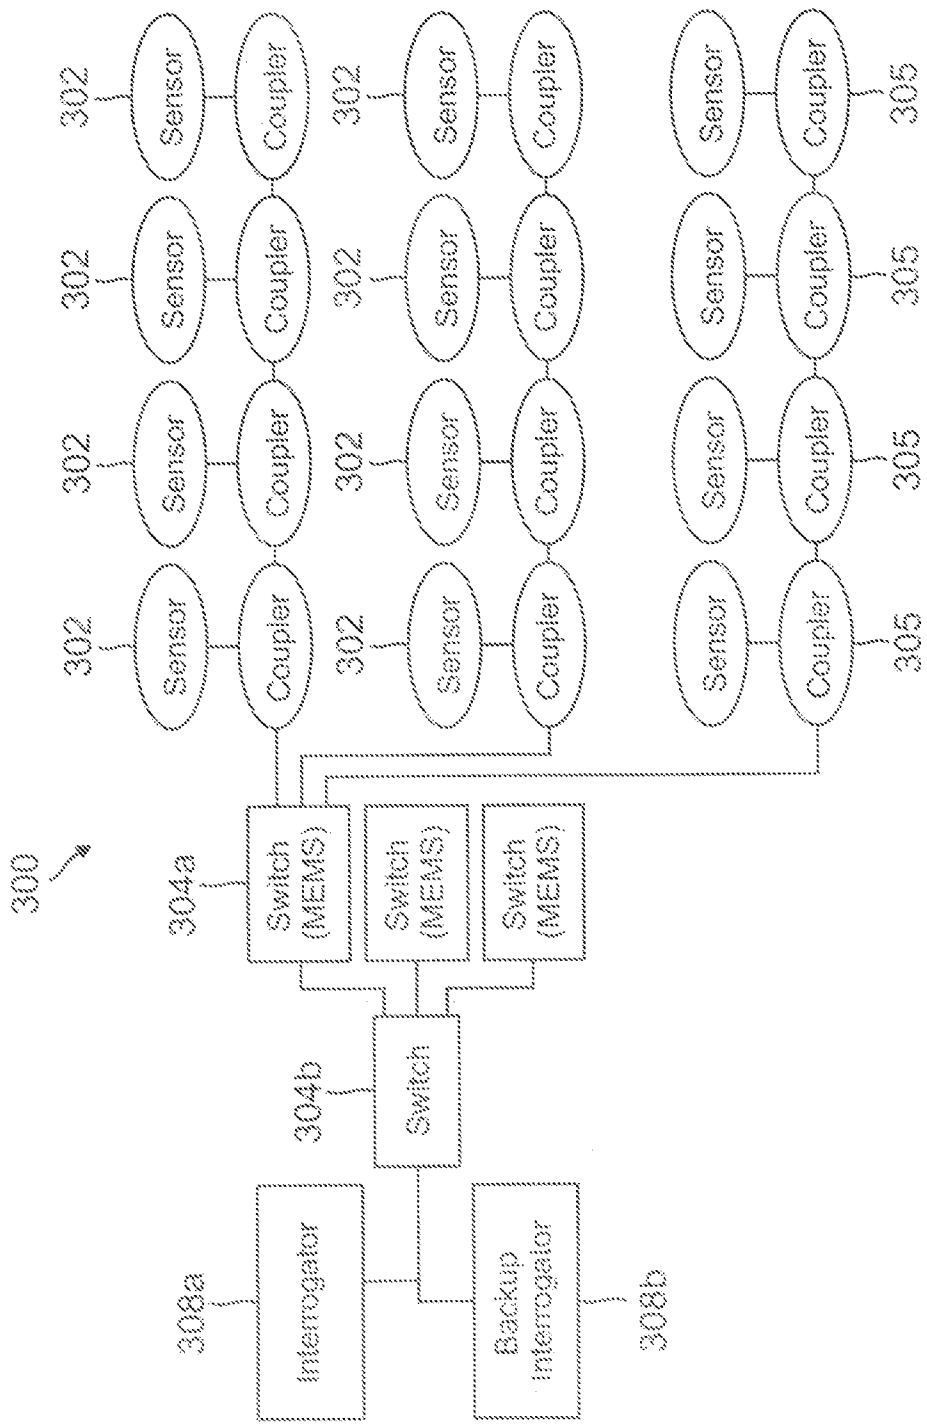 300
308a
Interrogator
Backup
Interrogator
308b
304b
Switch
304a
Switch
(MEMS)
Switch
(MEMS)
Switch
(MEMS)
302
302
302
302
Sensor
Sensor
Sensor
Sensor
Coupler
Coupler
Coupler
Coupler
302
302
302
302
Sensor
Sensor
Sensor
Sensor
Coupler
Coupler
Coupler
Coupler
Sensor
Sensor
Sensor
Sensor
Coupler
Coupler
Coupler
Coupler
305
305
305
305